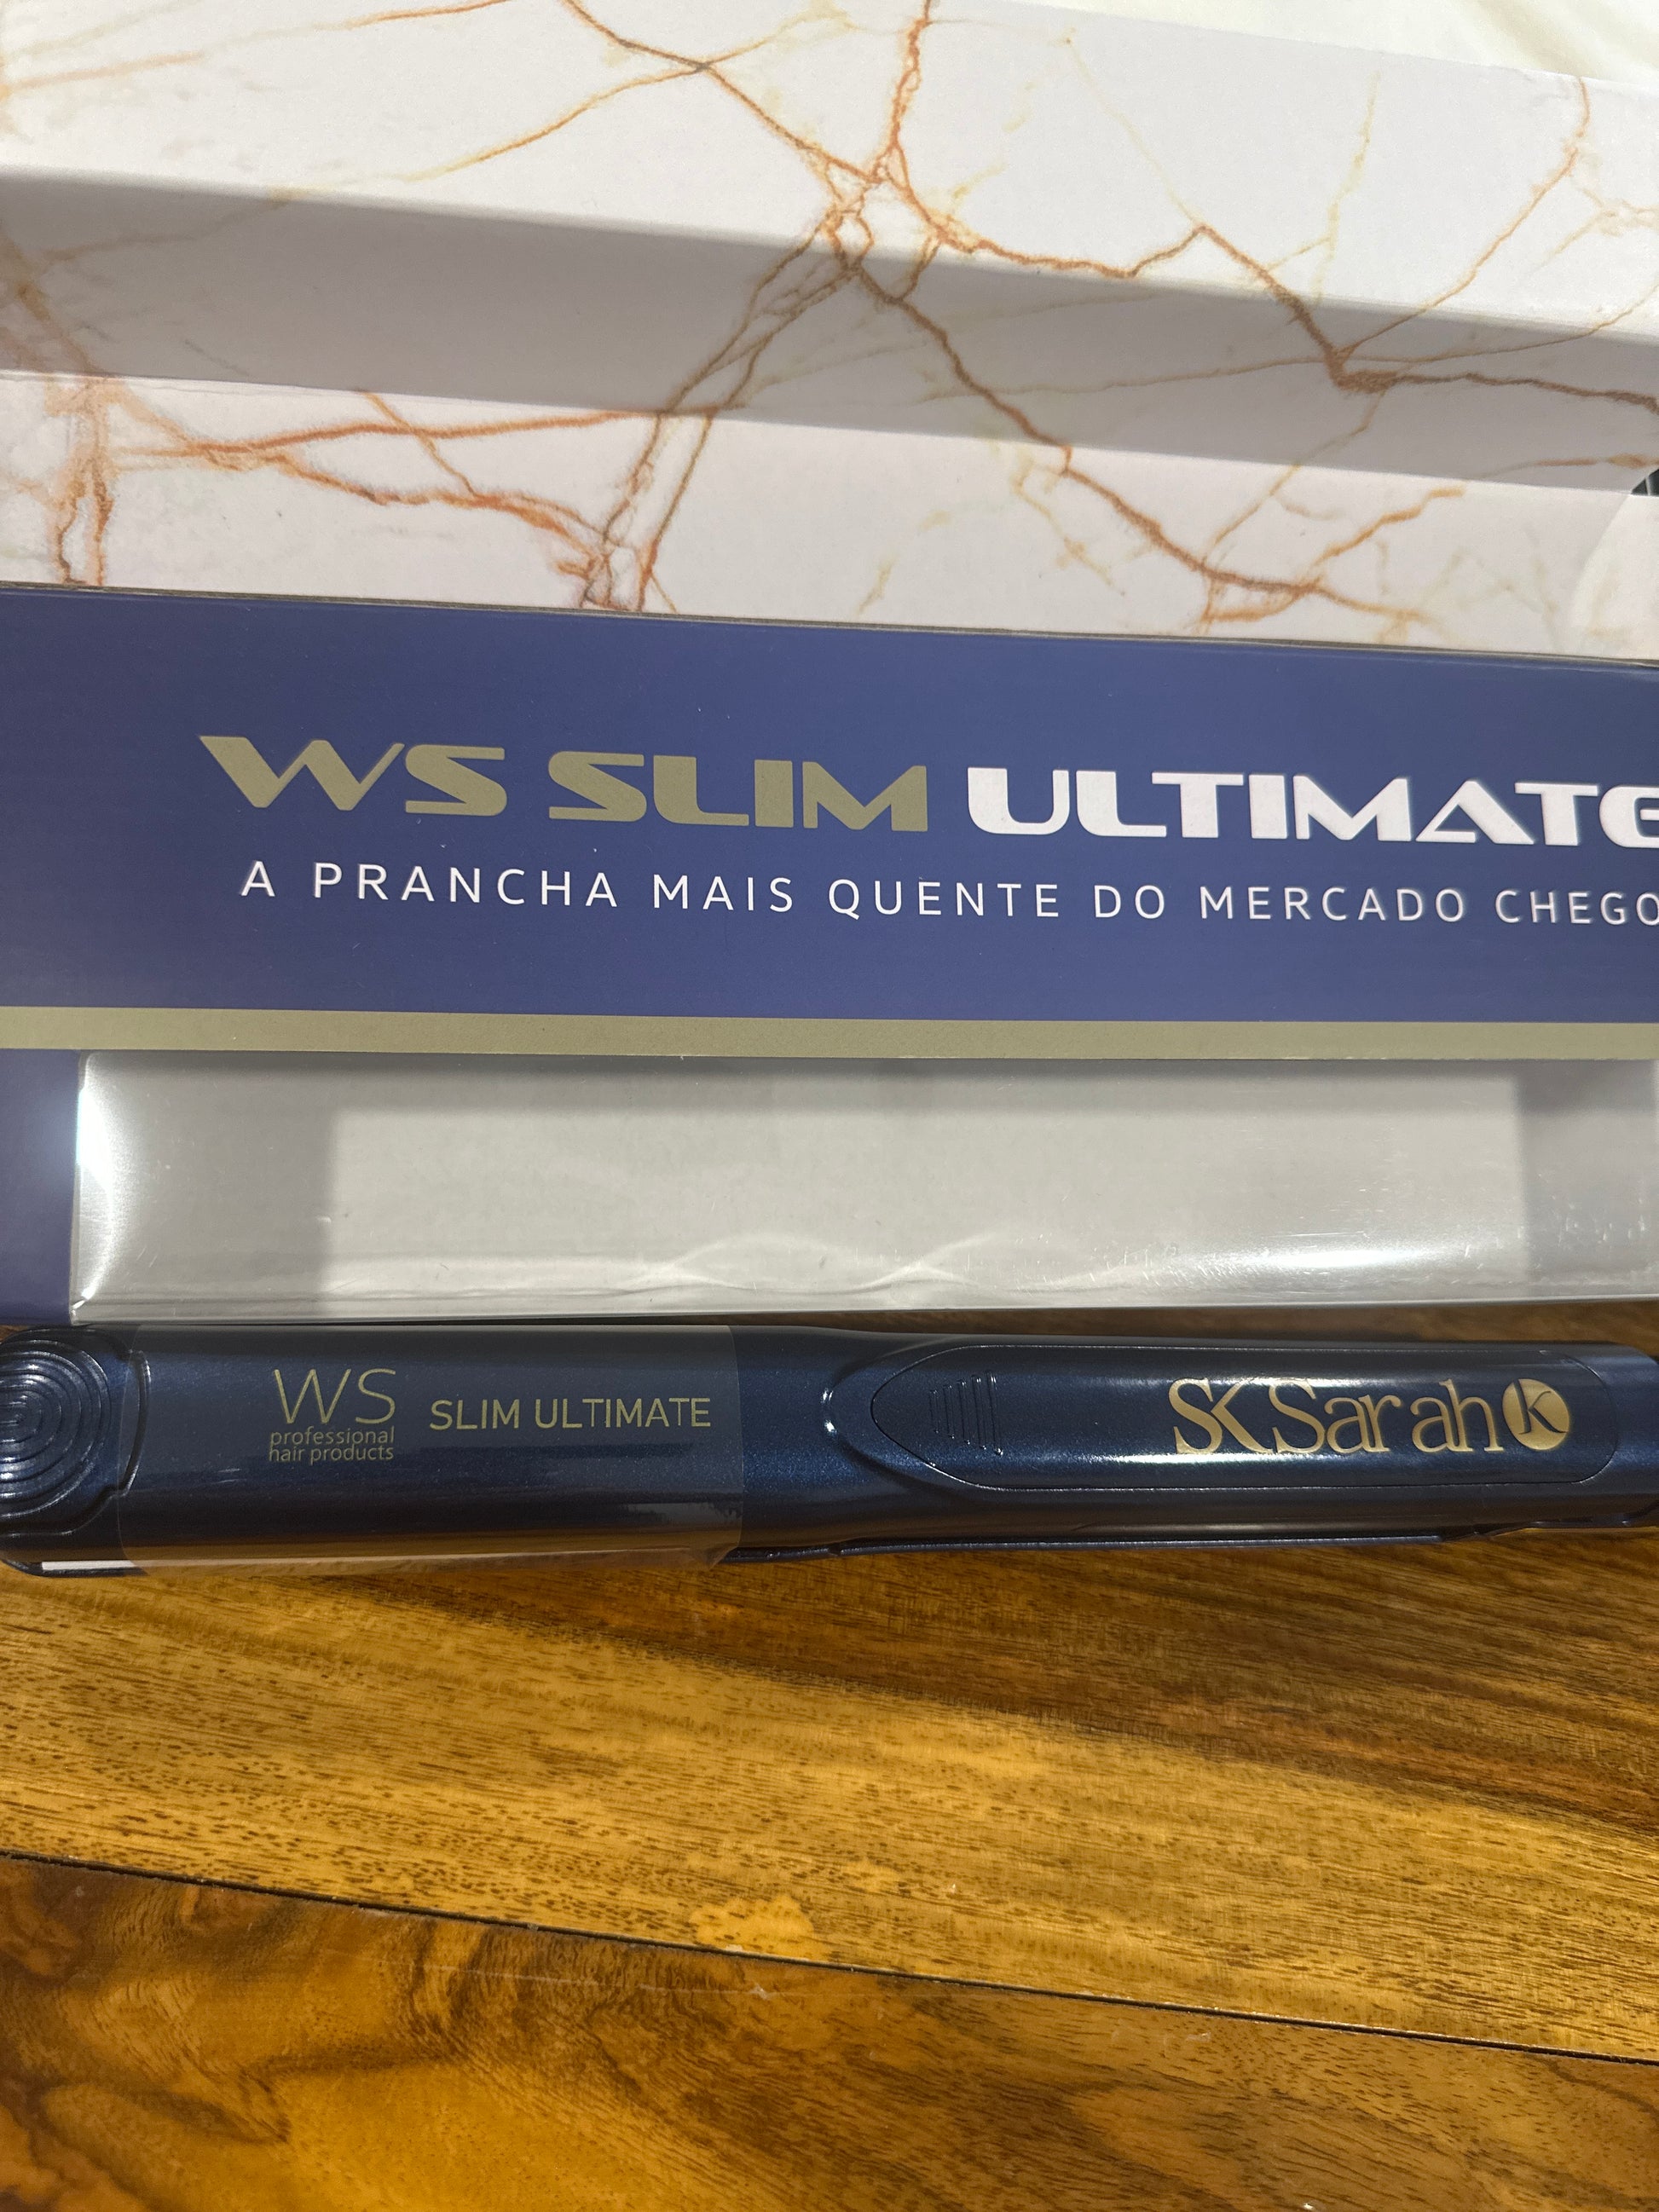 WS SLIM ULTIMATE
A PRANCHA MAIS QUENTE DO MERCADO CHEGO
WS
professional
hair products
SLIM ULTIMATE
SK Sarah K